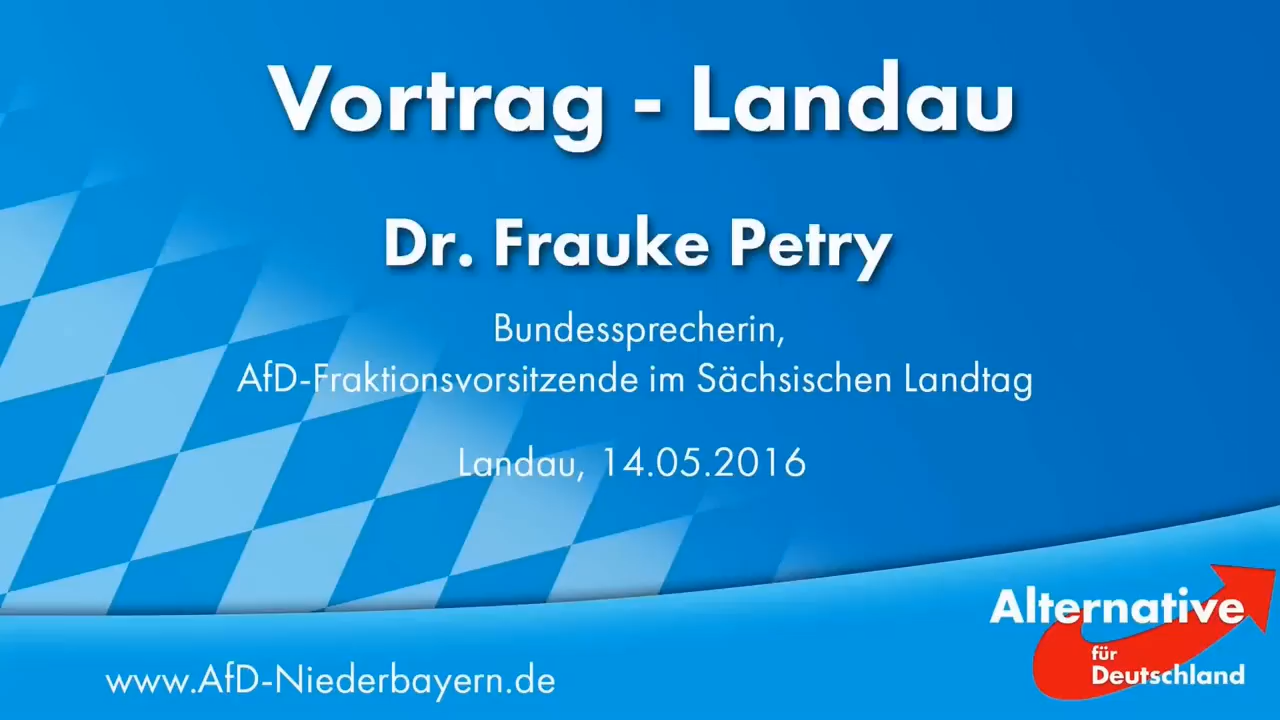 Vortrag - Landau
Dr. Frauke Petry
Bundessprecherin,
AfD-Fraktionsvorsitzende im Sächsischen Landtag
Landau, 14.05.2016
Alternative
für
Deutschland
www.AfD-Niederbayern.de